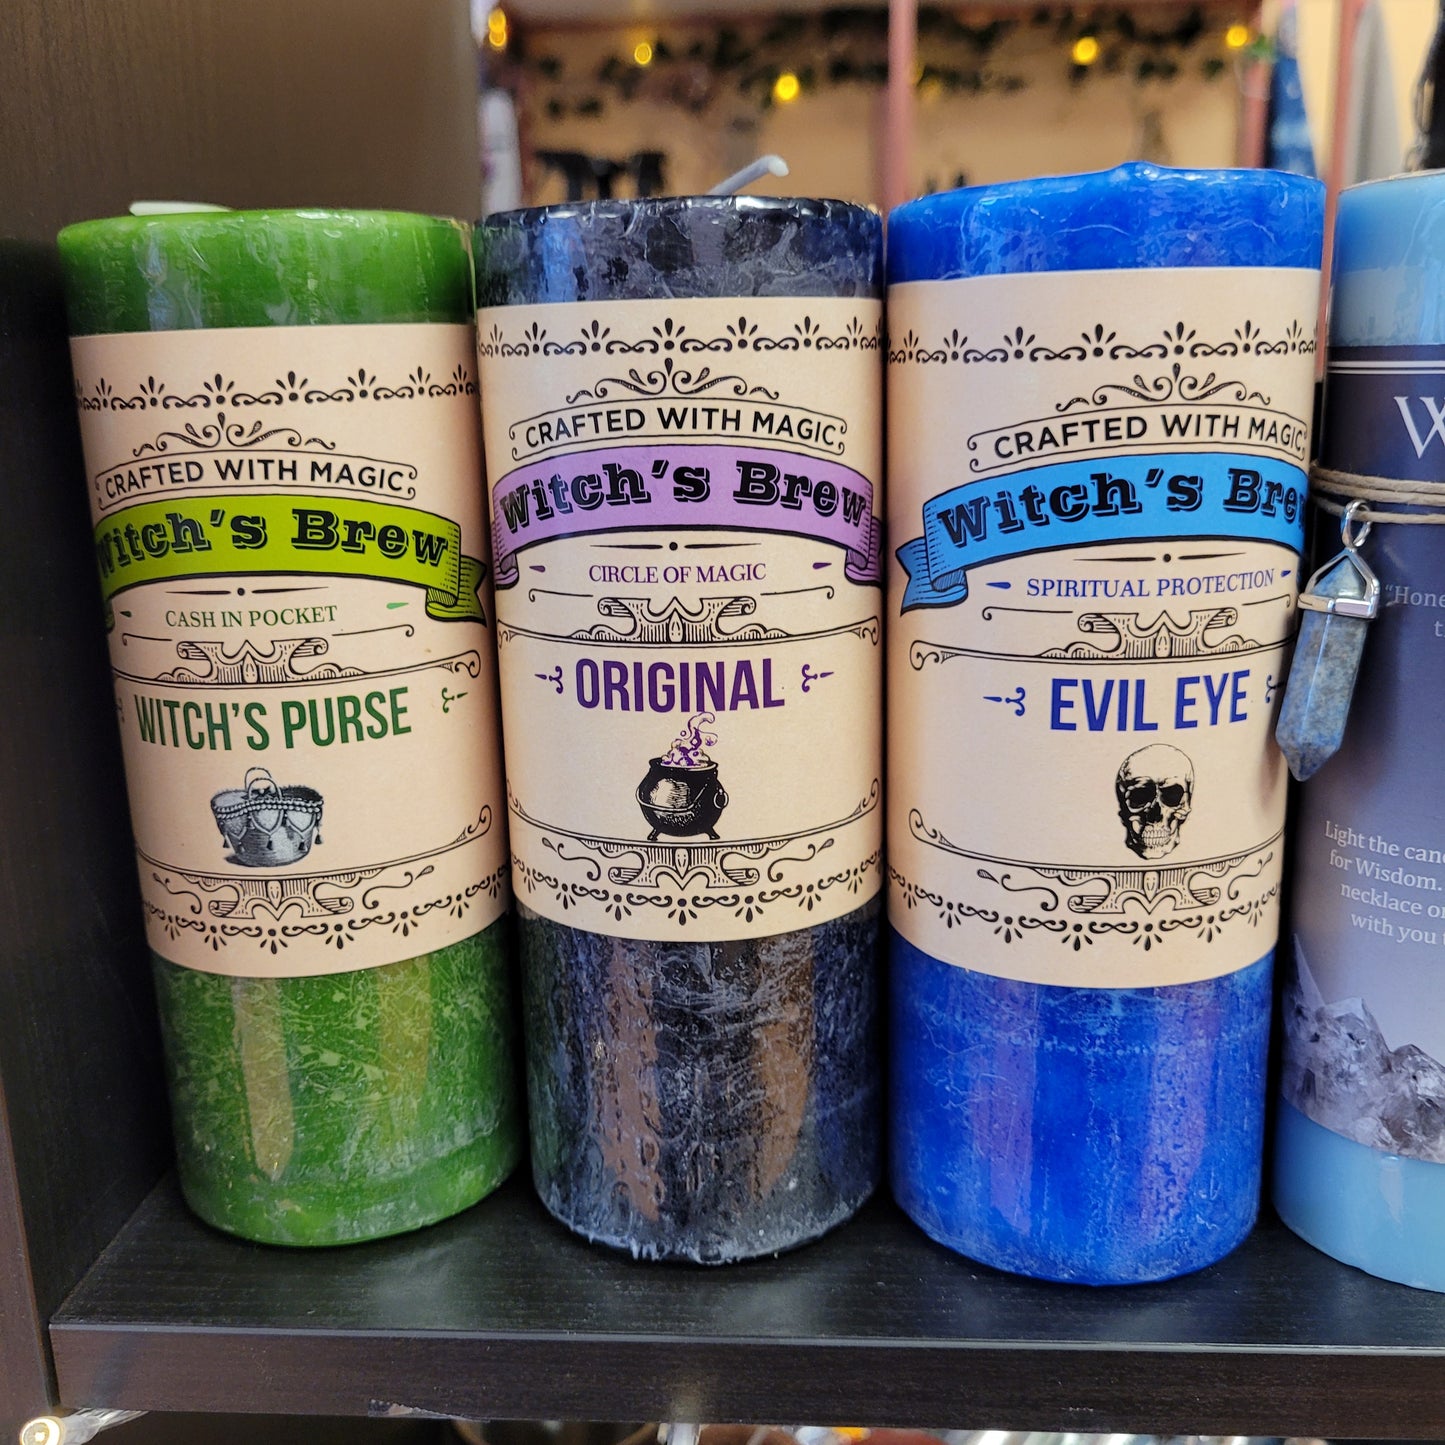 CRAFTED WITH MAGIC
Witch's Brew
CASH IN POCKET
WITCH'S PURSE
CRAFTED WITH MAGIC
Witch's Brew
CIRCLE OF MAGIC
ORIGINAL
CRAFTED WITH MAGIC
Witch's Bre
SPIRITUAL PROTECTION
EVIL EYE
W
"Hone
t
Light the cand
for Wisdom.
necklace o
with you